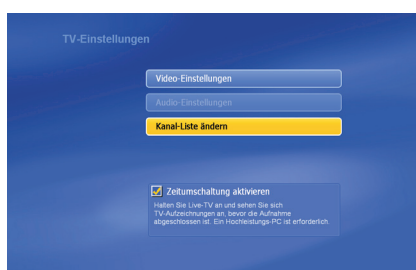 TV-Einstellungen
Video-Einstellungen
Audio-Einstellungen
Kanal-Liste ändern
Zeitumschaltung aktivieren
Halten Sie Live-TV an und sehen Sie sich
TV-Aufzeichnungen an, bevor die Aufnahme
abgeschlossen ist. Ein Hochleistungs-PC ist erforderlich.